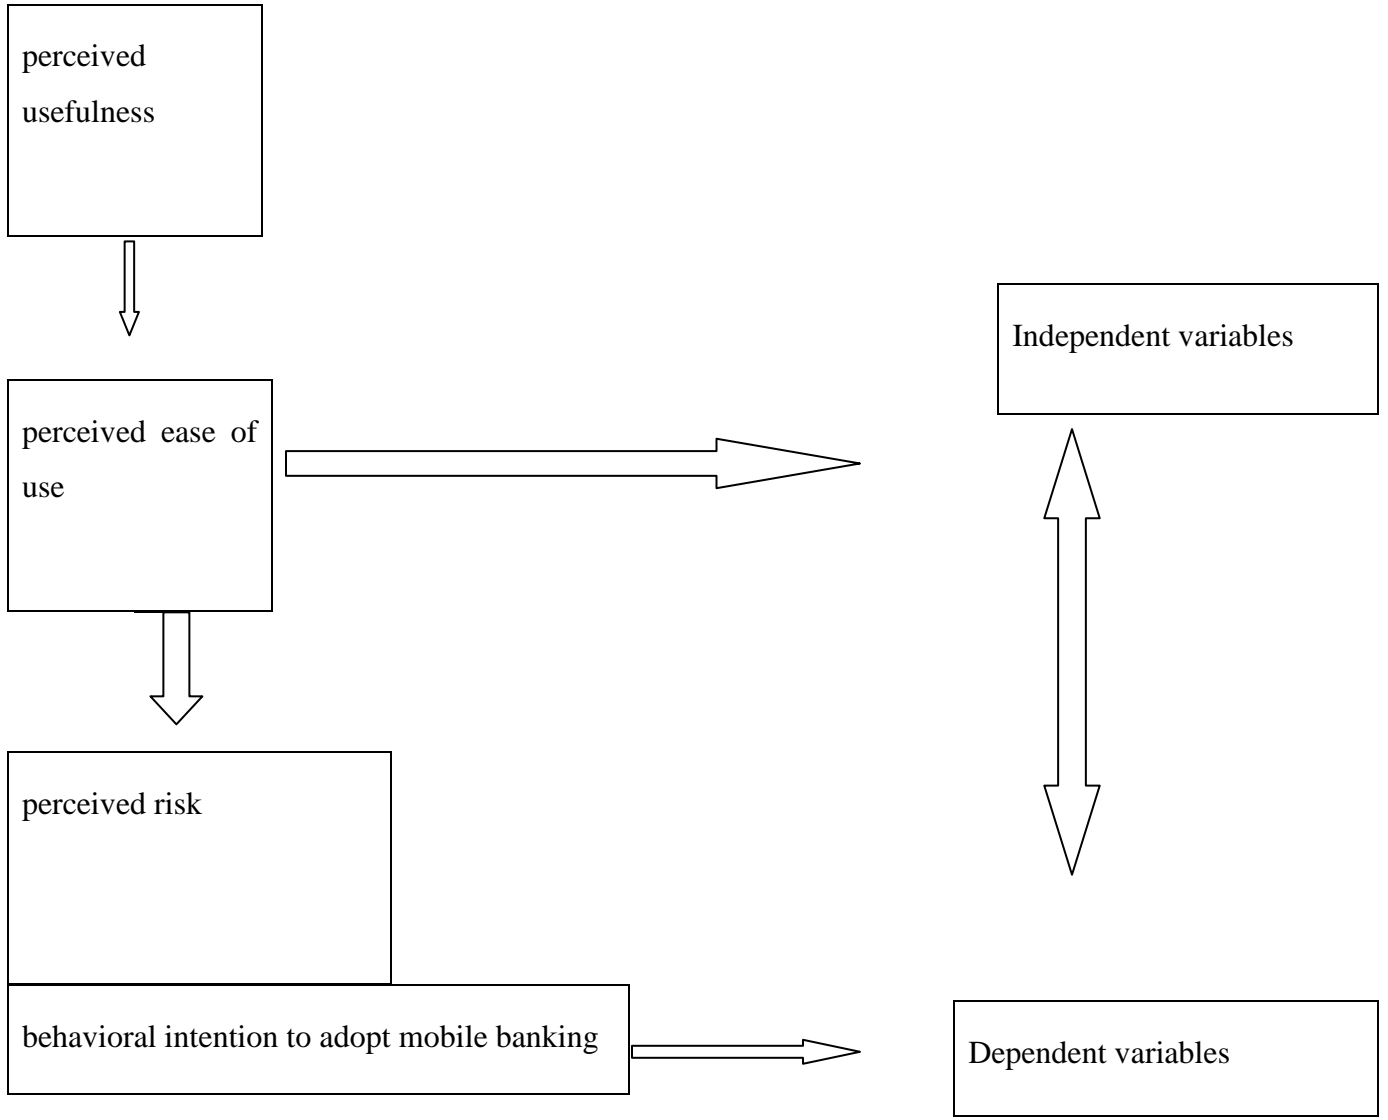 perceived
usefulness
Independent variables
perceived ease of
use
perceived risk
behavioral intention to adopt mobile banking
Dependent variables